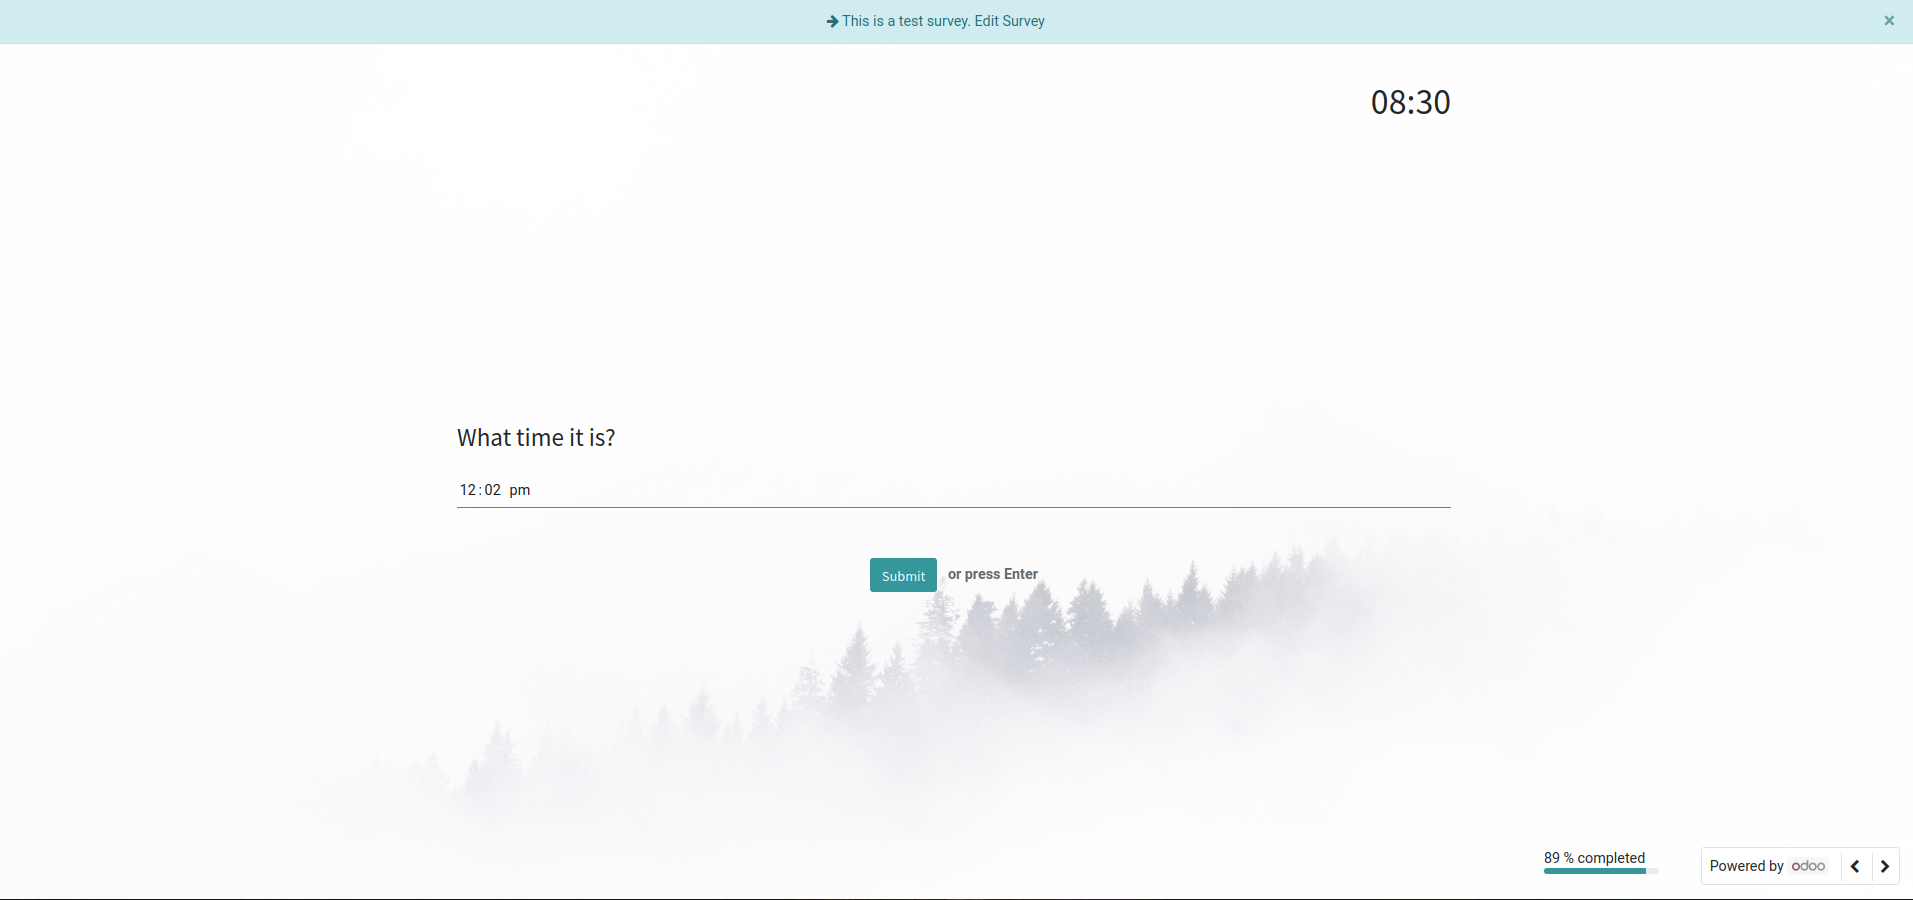 This is a test survey. Edit Survey ×
08:30
What time it is?
12:02 pm
Submit or press Enter
89 % completed
Powered by odoo